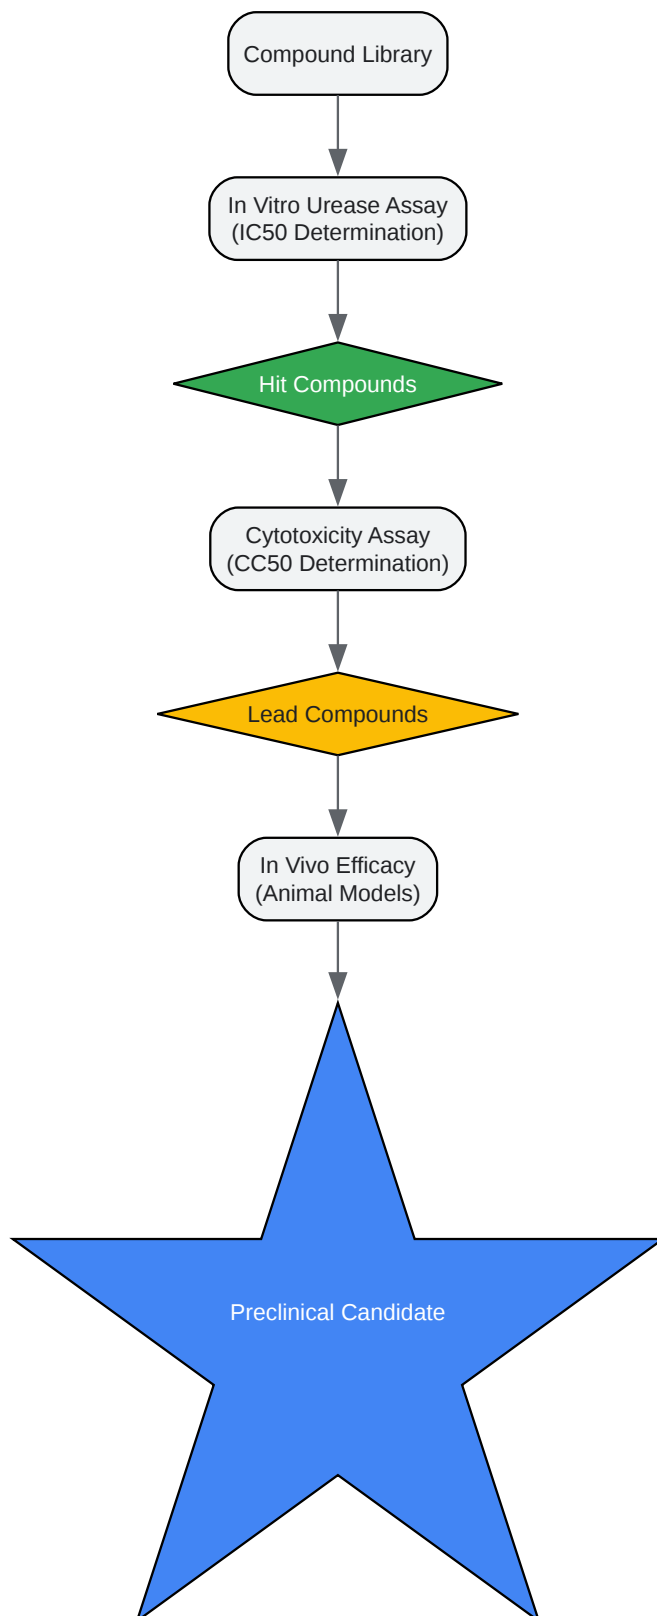 Compound Library
In Vitro Urease Assay
(IC50 Determination)
Hit Compounds
Cytotoxicity Assay
(CC50 Determination)
Lead Compounds
In Vivo Efficacy
(Animal Models)
Preclinical Candidate